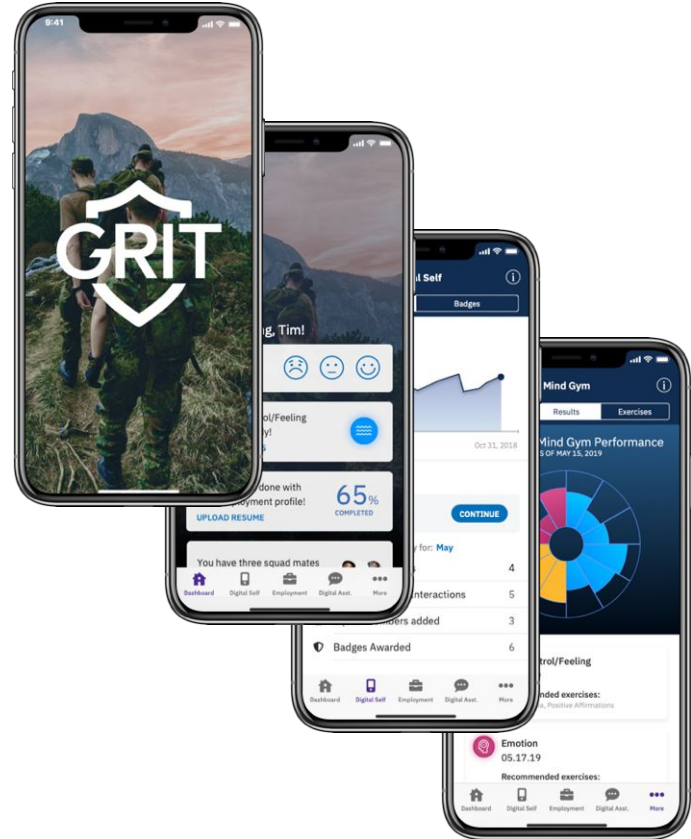 9:41
GRIT
g, Tim!
ol/Feeling
y!
done with
ployment profile!
UPLOAD RESUME
65%
COMPLETED
You have three squad mates
Dashboard
Digital Self
Employment
Digital Asst.
More
al Self
Badges
Oct 31, 2018
CONTINUE
y for: May
4
Interactions
5
mbers added
3
Badges Awarded
6
Dashboard
Digital Self
Employment
Digital Asst.
More
Mind Gym
Results
Exercises
Mind Gym Performance
S OF MAY 15, 2019
trol/Feeling
nded exercises:
a, Positive Affirmations
Emotion
05.17.19
Recommended exercises:
Dashboard
Digital Self
Employment
Digital Asst.
More